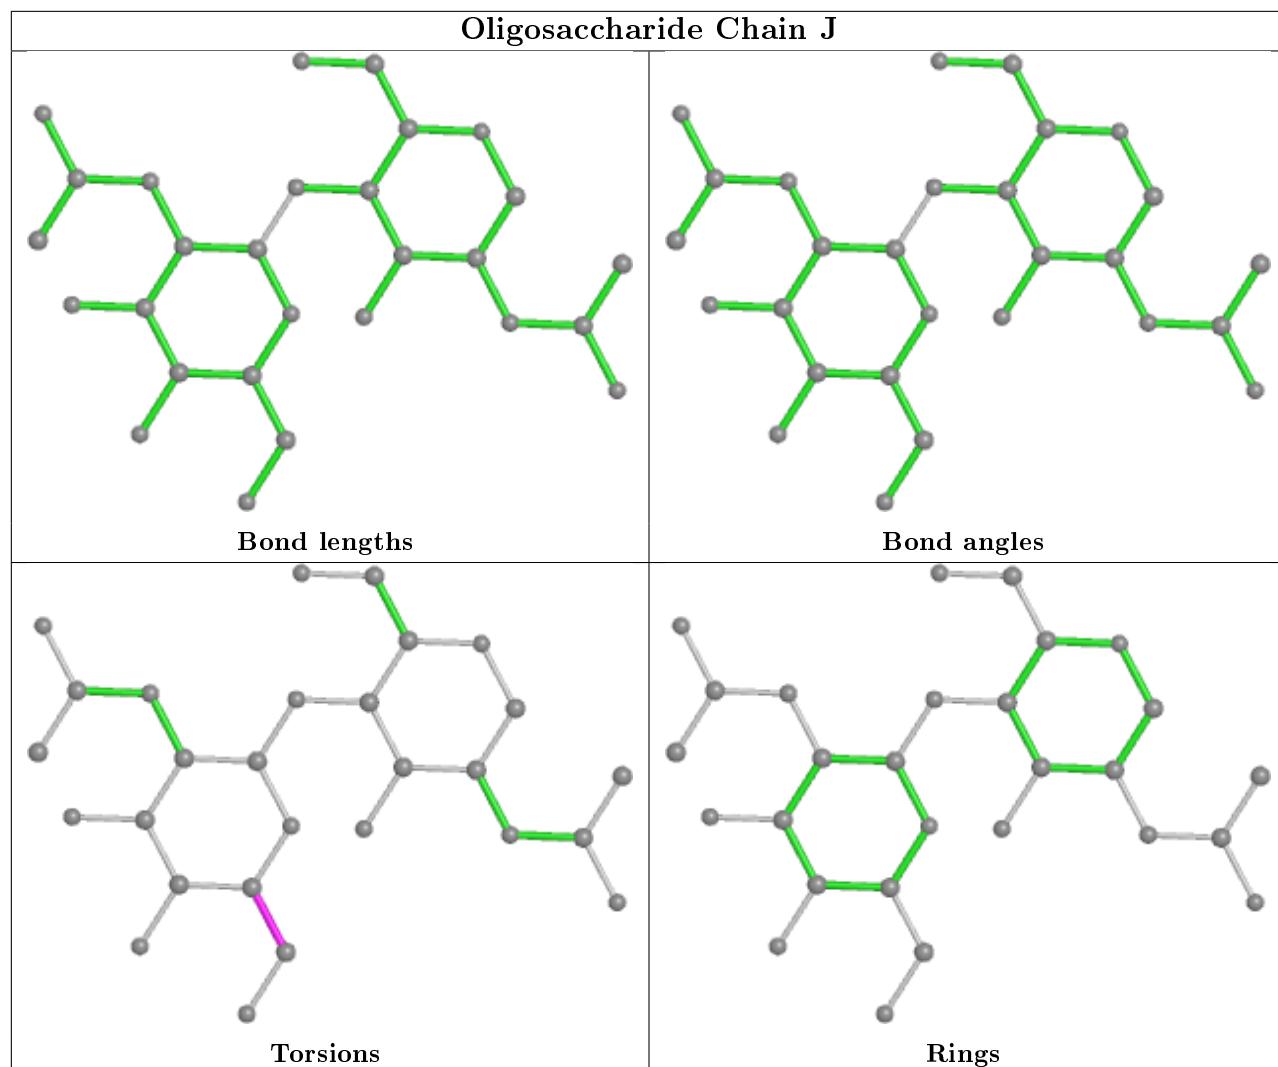 Oligosaccharide Chain J
Bond lengths
Bond angles
Torsions
Rings